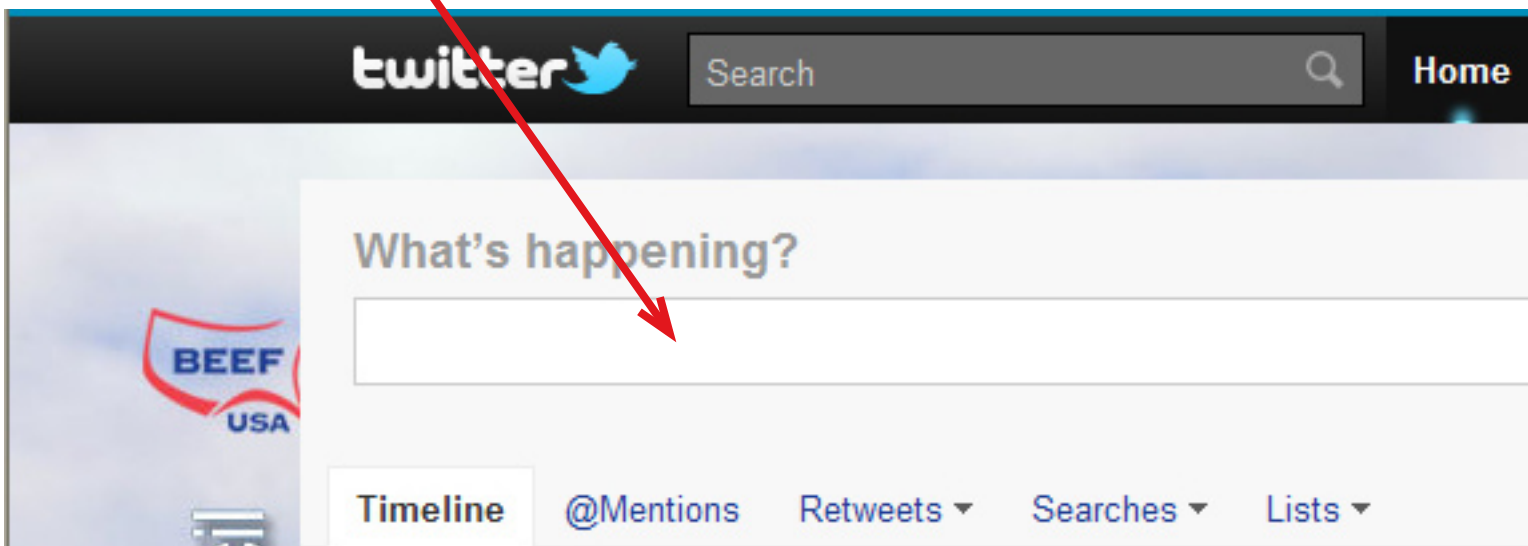 twitter Search Home
What's happening?
BEEF
USA
Timeline @Mentions Retweets Searches Lists